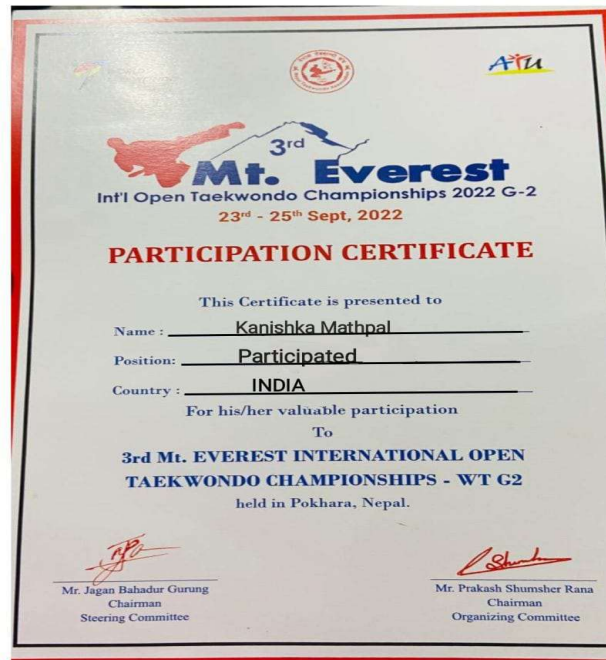 ATU
3rd
Mt. Everest
Int'l Open Taekwondo Championships 2022 G-2
23rd - 25th Sept, 2022
PARTICIPATION CERTIFICATE
This Certificate is presented to
Name : Kanishka Mathpal
Position: Participated
Country : INDIA
For his/her valuable participation
To
3rd Mt. EVEREST INTERNATIONAL OPEN
TAEKWONDO CHAMPIONSHIPS - WT G2
held in Pokhara, Nepal.
Mr. Jagan Bahadur Gurung
Chairman
Steering Committee
Mr. Prakash Shumsher Rana
Chairman
Organizing Committee